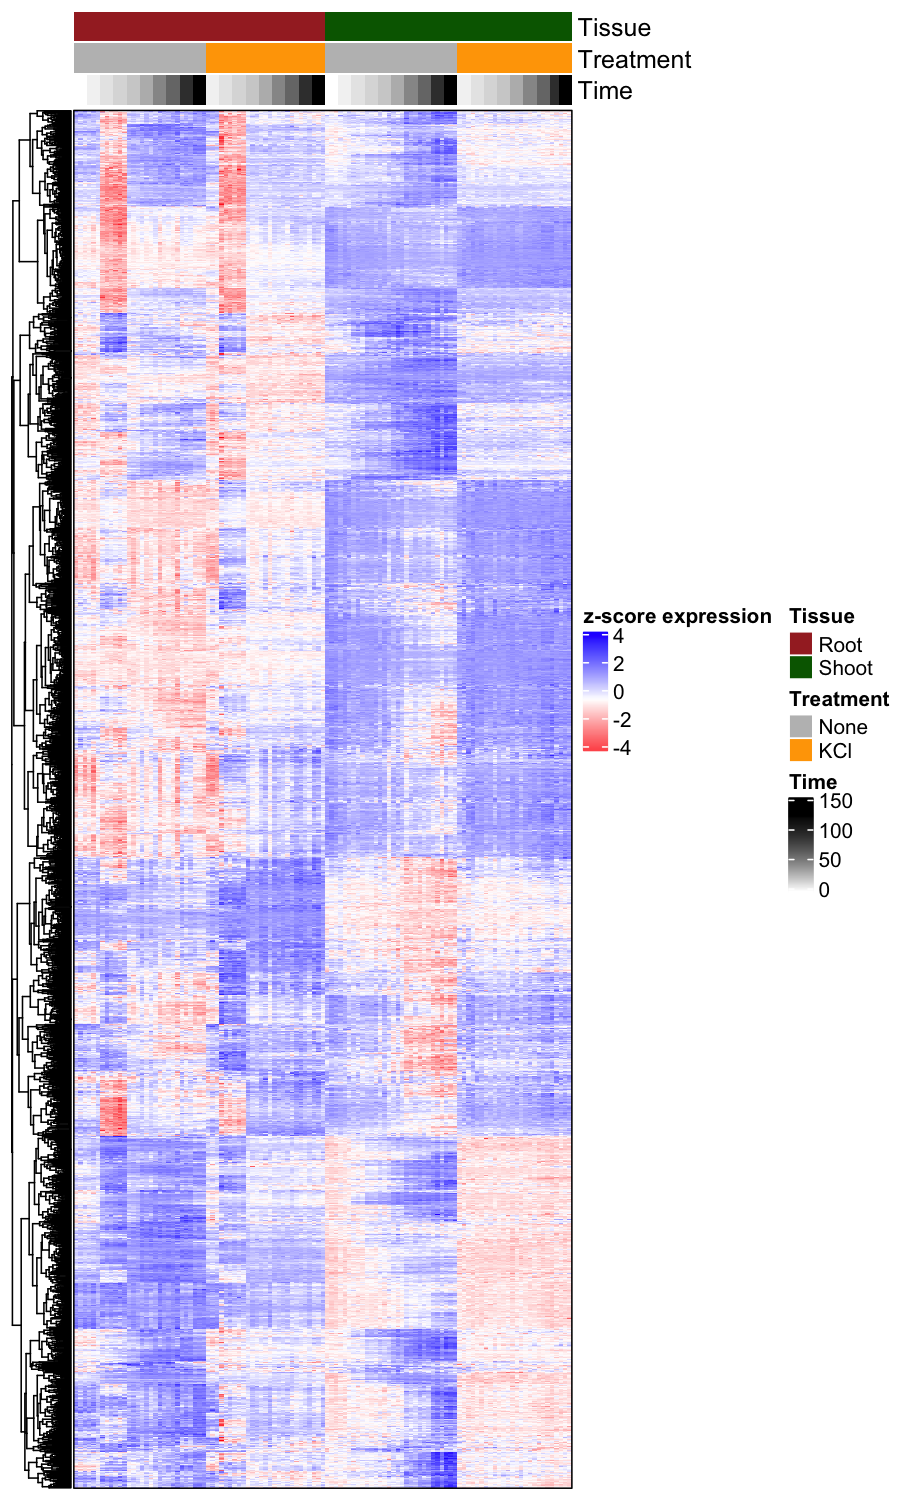 Tissue
Treatment
Time
z-score expression
4
2
0
-2
-4
Tissue
Root
Shoot
Treatment
None
KCl
Time
150
100
50
0